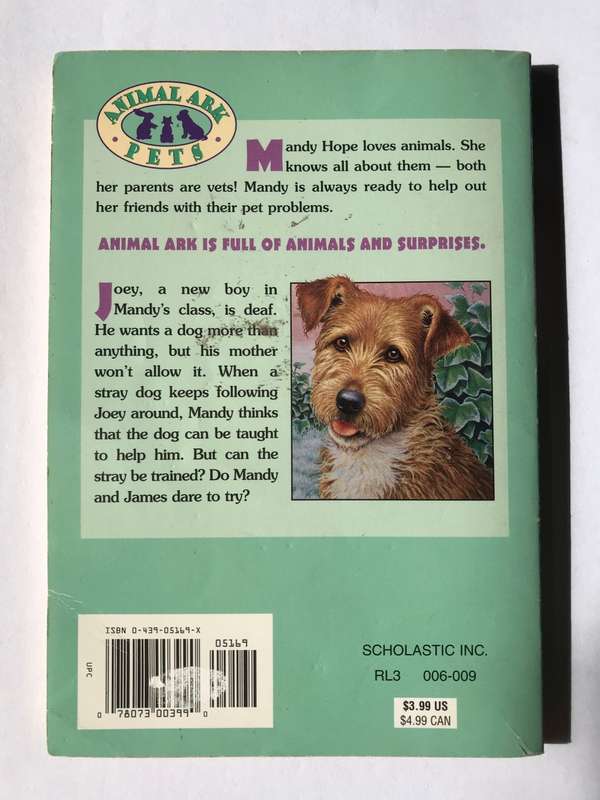 ANIMAL ARK
• PETS •
Mandy Hope loves animals. She
knows all about them — both
her parents are vets! Mandy is always ready to help out
her friends with their pet problems.
ANIMAL ARK IS FULL OF ANIMALS AND SURPRISES.
Joey, a new boy in
Mandy's class, is deaf.
He wants a dog more than
anything, but his mother
won't allow it. When a
stray dog keeps following
Joey around, Mandy thinks
that the dog can be taught
to help him. But can the
stray be trained? Do Mandy
and James dare to try?
ISBN 0-439-05169-X
05169
UPC
0 78073 00399 0
SCHOLASTIC INC.
RL3 006-009
$3.99 US
$4.99 CAN